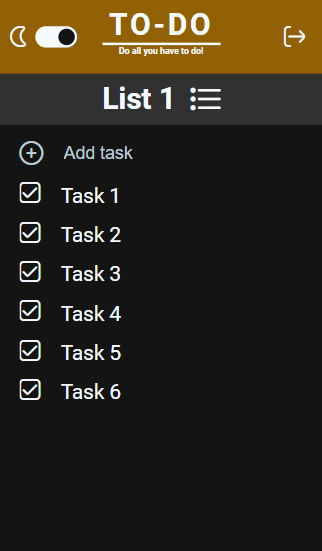 TO-DO
Do all you have to do!
List 1
Add task
Task 1
Task 2
Task 3
Task 4
Task 5
Task 6